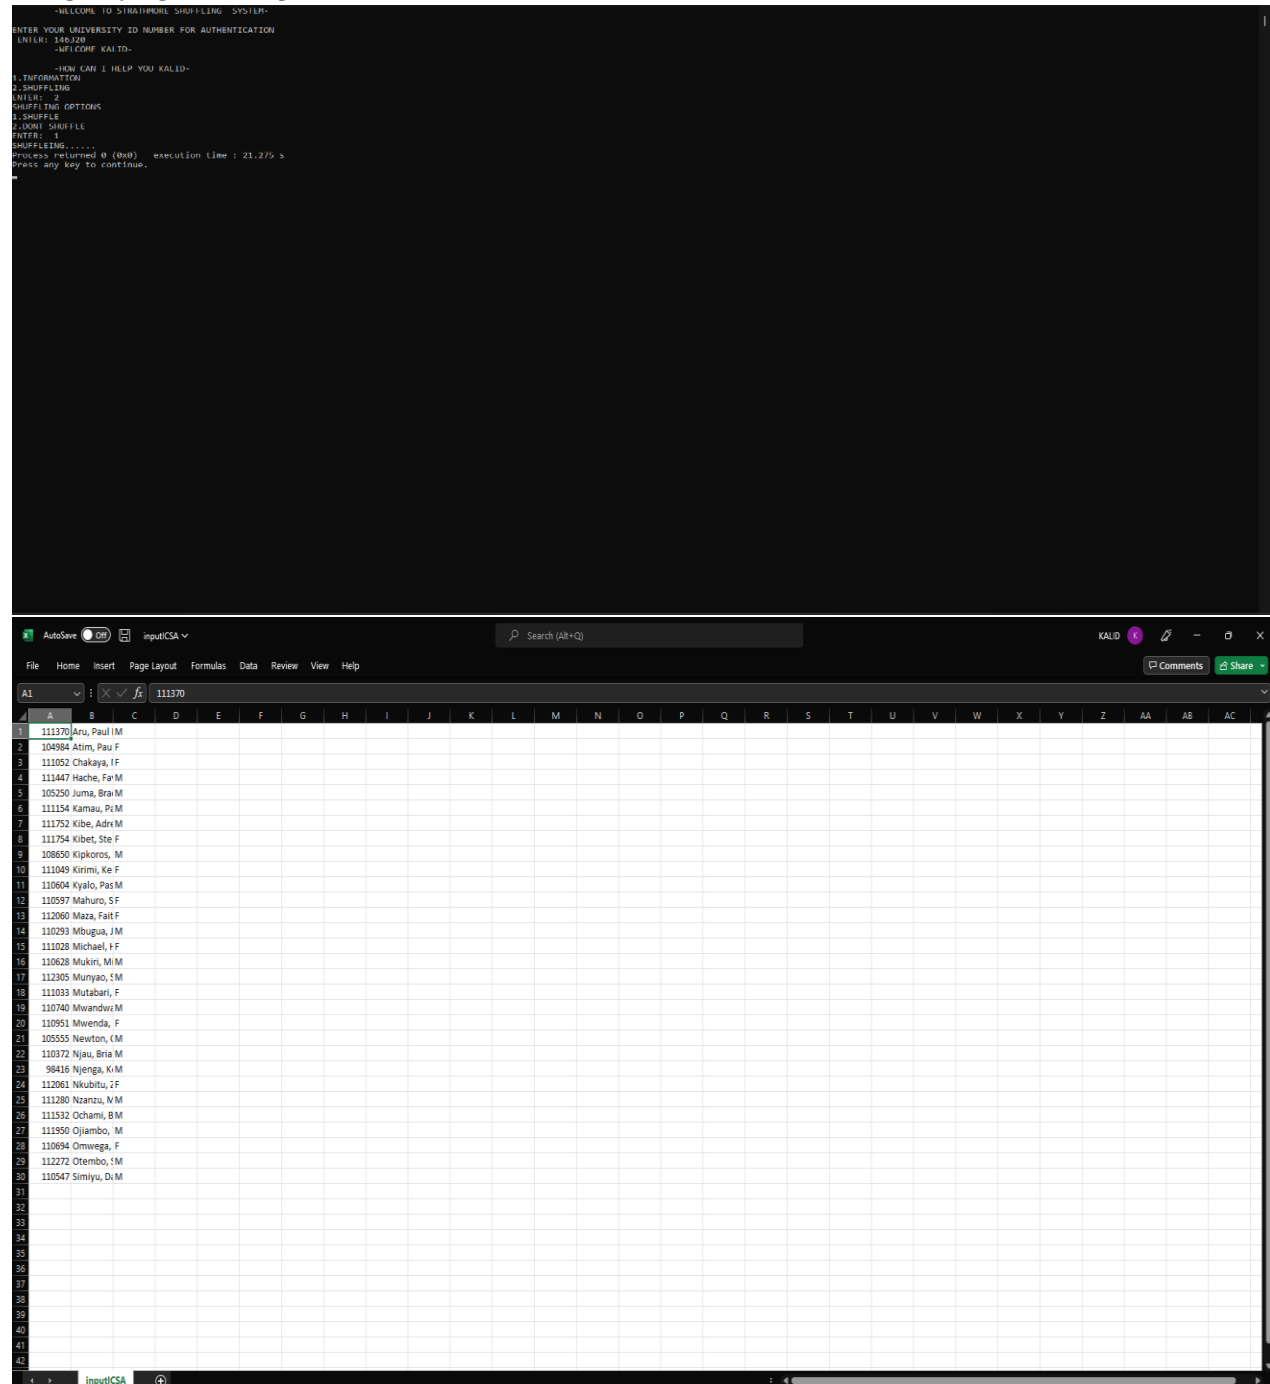 -WELCOME TO STRATHMORE SHUFFLING  SYSTEM-
ENTER YOUR UNIVERSITY ID NUMBER FOR AUTHENTICATION
ENTER: 146320
-WELCOME KALID-
-HOW CAN I HELP YOU KALID-
1.INFORMATION
2.SHUFFLING
ENTER:  2
SHUFFLING OPTIONS
1.SHUFFLE
2.DONT SHUFFLE
ENTER:  1
SHUFFLEING......
Process returned 0 (0x0)   execution time : 21.275 s
Press any key to continue.
AutoSave Off inputICSA Search (Alt+Q) KALID K
File Home Insert Page Layout Formulas Data Review View Help Comments Share
A1 fx 111370
A B C D E F G H I J K L M N O P Q R S T U V W X Y Z AA AB AC
1 111370 Aru, Paul M
2 104984 Atim, Pau F
3 111052 Chakaya, F
4 111447 Hache, Fa M
5 105250 Juma, Bra M
6 111154 Kamau, Pa M
7 111752 Kibe, Adre M
8 111754 Kibet, Ste F
9 108650 Kipkoros, M
10 111049 Kirimi, Ke F
11 110604 Kyalo, Pas M
12 110597 Mahuro, S F
13 112060 Maza, Fait F
14 110293 Mbugua, J M
15 111028 Michael, F
16 110628 Mukiri, Mi M
17 112305 Munyao, M
18 111033 Mutabari, F
19 110740 Mwandwa M
20 110951 Mwenda, F
21 105555 Newton, M
22 110372 Njau, Bria M
23 98416 Njenga, K M
24 112061 Nkubitu, F
25 111280 Nzanzu, M
26 111532 Ochami, B M
27 111950 Ojiambo, M
28 110694 Omwega, F
29 112272 Otembo, M
30 110547 Simiyu, Da M
31
32
33
34
35
36
37
38
39
40
41
42
inputICSA